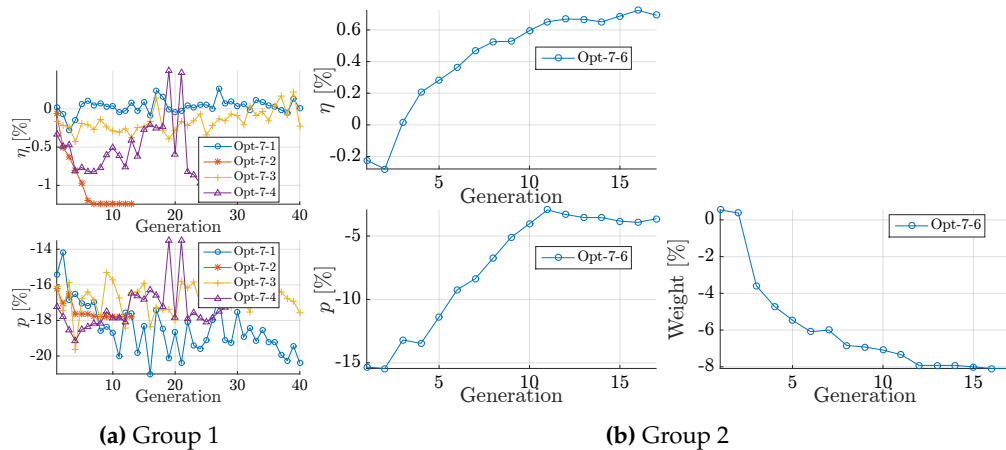 η [%]
0
-0.5
-1
10
20
30
40
Generation
Opt-7-1
Opt-7-2
Opt-7-3
Opt-7-4
p [%]
-14
-16
-18
-20
10
20
30
40
Generation
Opt-7-1
Opt-7-2
Opt-7-3
Opt-7-4
(a) Group 1
η [%]
0.6
-0.4
-0.2
0
-0.2
5
10
15
Generation
Opt-7-6
p [%]
-5
-10
-15
5
10
15
Generation
Opt-7-6
Weight [%]
0
-2
-4
-6
-8
5
10
15
Generation
Opt-7-6
(b) Group 2